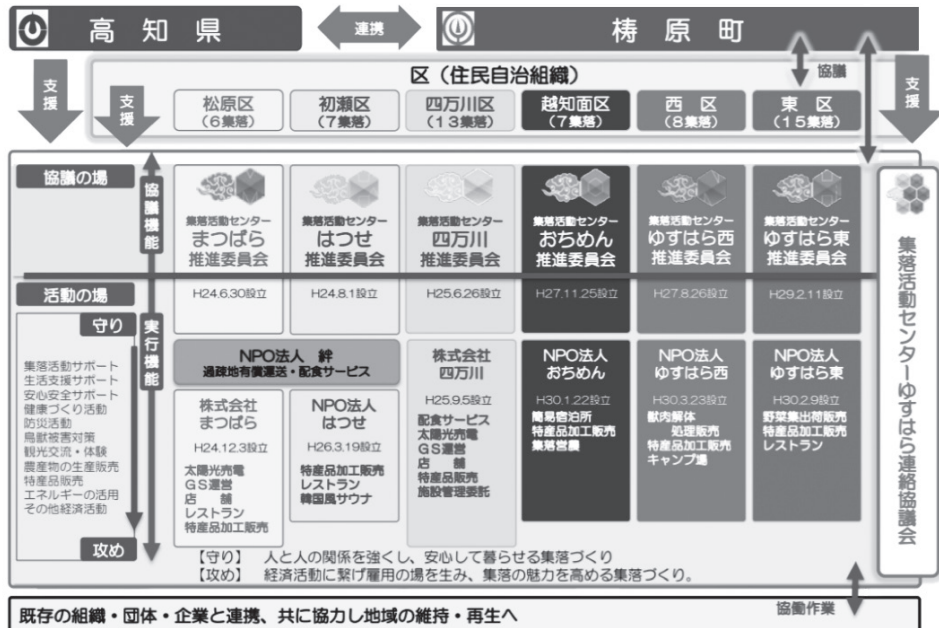 高知県
連携
梼原町
支援
支援
区（住民自治組織）
協議
支援
松原区
（6集落）
初瀬区
（7集落）
四万川区
（13集落）
越知面区
（7集落）
西 区
（8集落）
東 区
（15集落）
協議の場
協議機能
集落活動センター
まつばら
推進委員会
集落活動センター
はつせ
推進委員会
集落活動センター
四万川
推進委員会
集落活動センター
おちめん
推進委員会
集落活動センター
ゆすはら西
推進委員会
集落活動センター
ゆすはら東
推進委員会
集落活動センターゆすはら連絡協議会
活動の場
実行機能
H24.6.30設立
H24.8.1設立
H25.6.26設立
H27.11.25設立
H27.8.26設立
H29.2.11設立
守り
集落活動サポート
生活支援サポート
安心安全サポート
健康づくり活動
防災活動
鳥獣被害対策
観光交流・体験
農産物の生産販売
特産品販売
エネルギーの活用
その他経済活動
攻め
NPO法人 絆
過疎地有償運送・配食サービス
株式会社
まつばら
H24.12.3設立
太陽光売電
GS運営
店 舗
レストラン
特産品加工販売
NPO法人
はつせ
H26.3.19設立
特産品加工販売
レストラン
韓国風サウナ
株式会社
四万川
H25.9.5設立
配食サービス
太陽光売電
GS運営
店 舗
特産品販売
施設管理委託
NPO法人
おちめん
H30.1.22設立
簡易宿泊所
特産品加工販売
集落営農
NPO法人
ゆすはら西
H30.3.23設立
獣肉解体
処理販売
特産品加工販売
キャンプ場
NPO法人
ゆすはら東
H30.2.9設立
野菜集出荷販売
特産品加工販売
レストラン
【守り】 人と人の関係を強くし、安心して暮らせる集落づくり
【攻め】 経済活動に繋げ雇用の場を生み、集落の魅力を高める集落づくり。
既存の組織・団体・企業と連携、共に協力し地域の維持・再生へ
協働作業